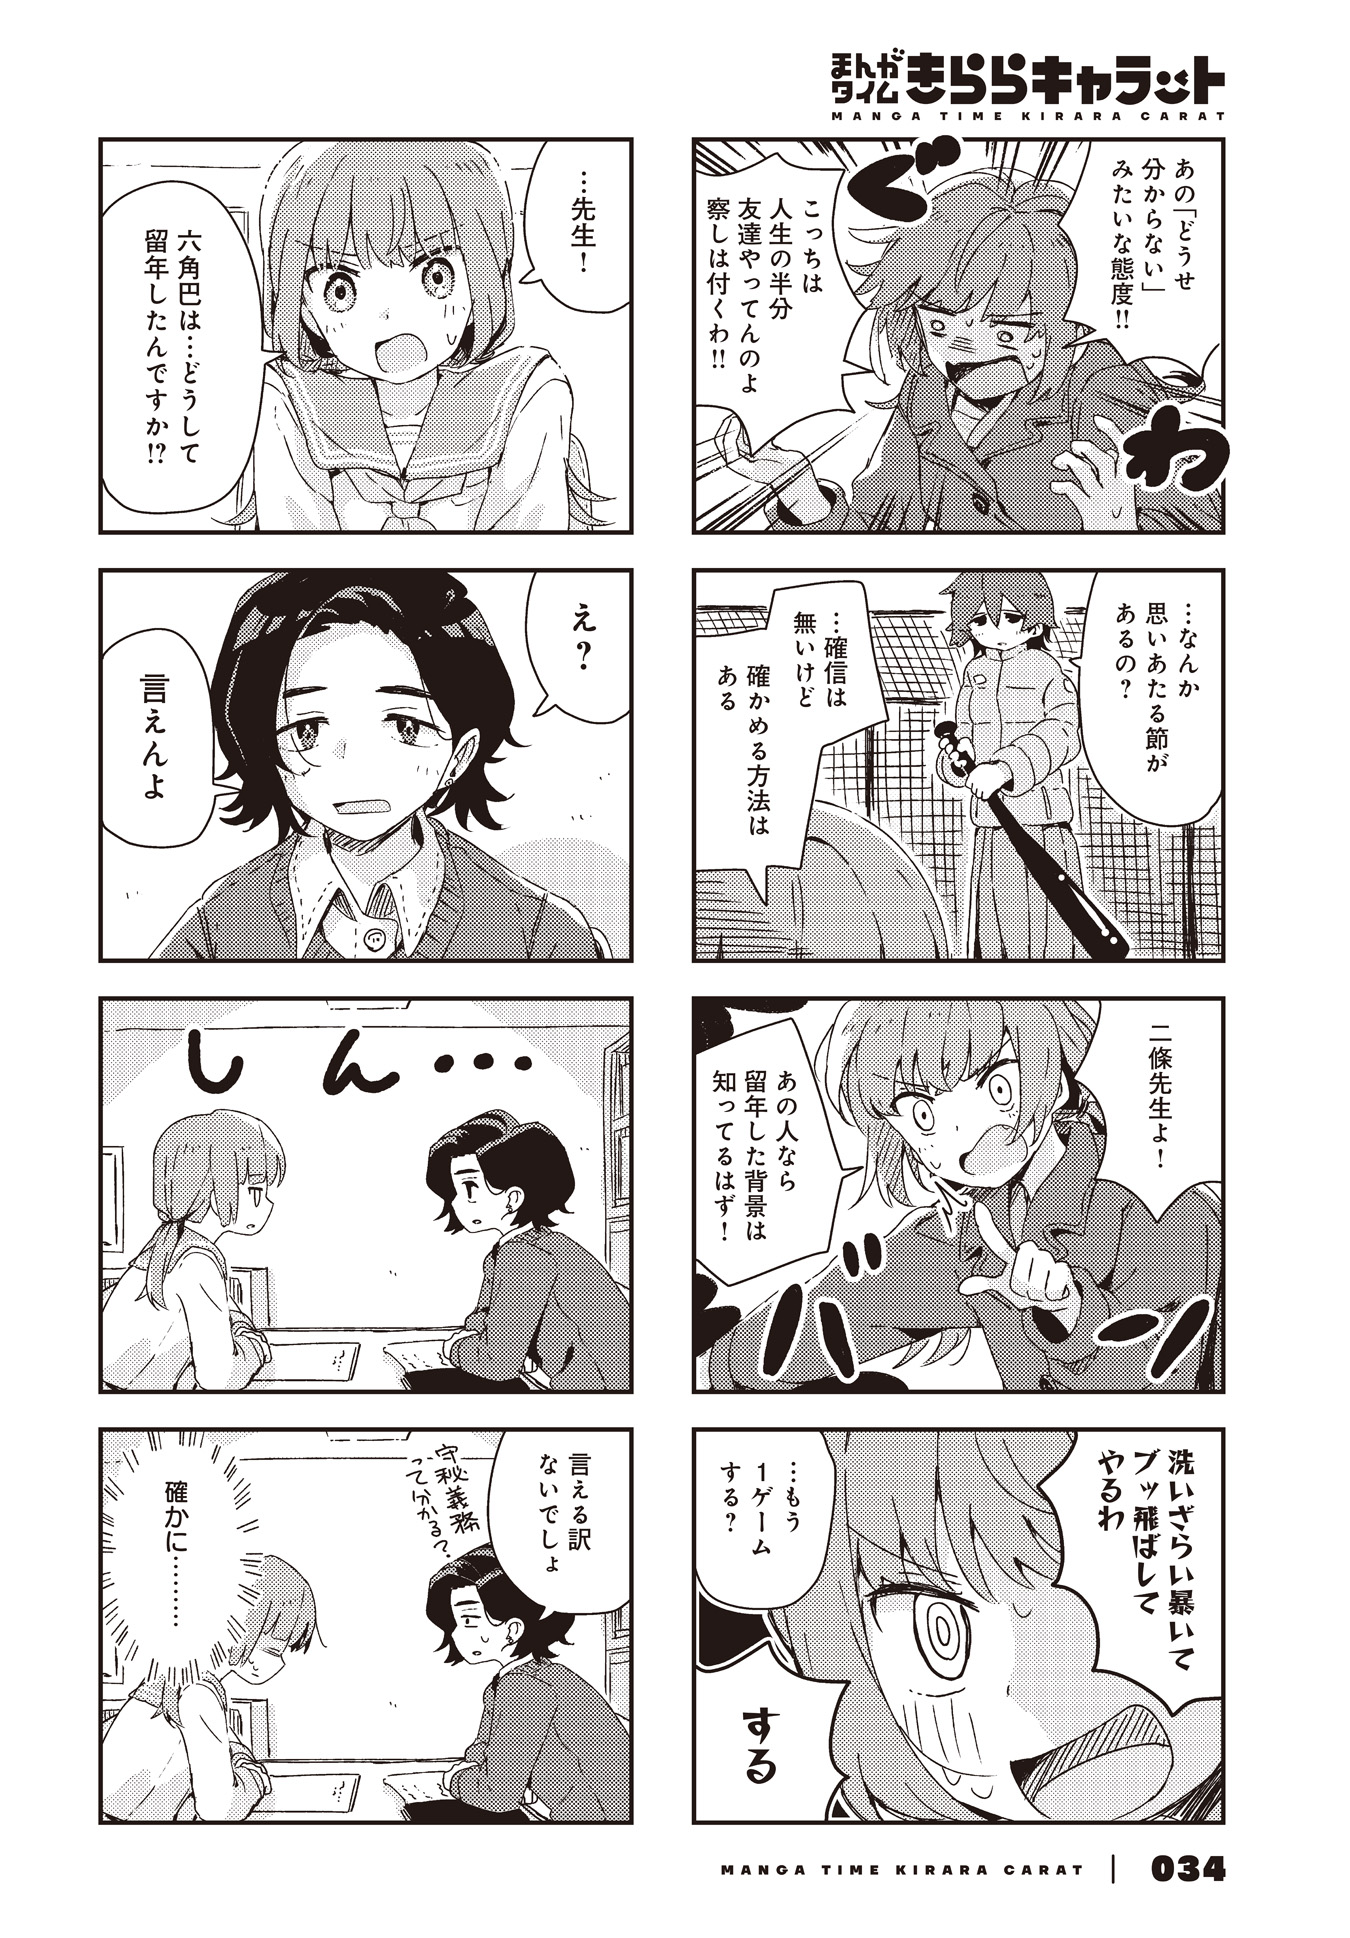 まんが
タイム
きららキャラット
MANGA TIME KIRARA CARAT
あの「どうせ
分からない」
みたいな態度!!
ぐ
わ
こっちは
人生の半分
友達やってんのよ
察しは付くわ!!
…なんか
思いあたる節が
あるの？
…確信は
無いけど
確かめる方法は
ある
二條先生よ！
あの人なら
留年した背景は
知ってるはず！
バ
ン
洗いざらい暴いて
ブッ飛ばして
やるわ
…もう
1ゲーム
する？
する
…先生！
六角巴は…どうして
留年したんですか!?
え？
言えんよ
しん…
言える訳
ないでしょ
守秘義務
って分かる？
確かに………
MANGA TIME KIRARA CARAT
034